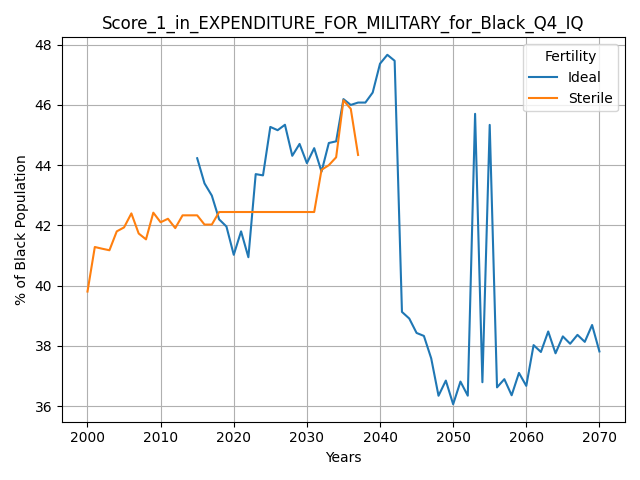 Score_1_in_EXPENDITURE_FOR_MILITARY_for_Black_Q4_IQ
48
46
44
42
40
38
36
% of Black Population
Fertility
Ideal
Sterile
2000 2010 2020 2030 2040 2050 2060 2070
Years